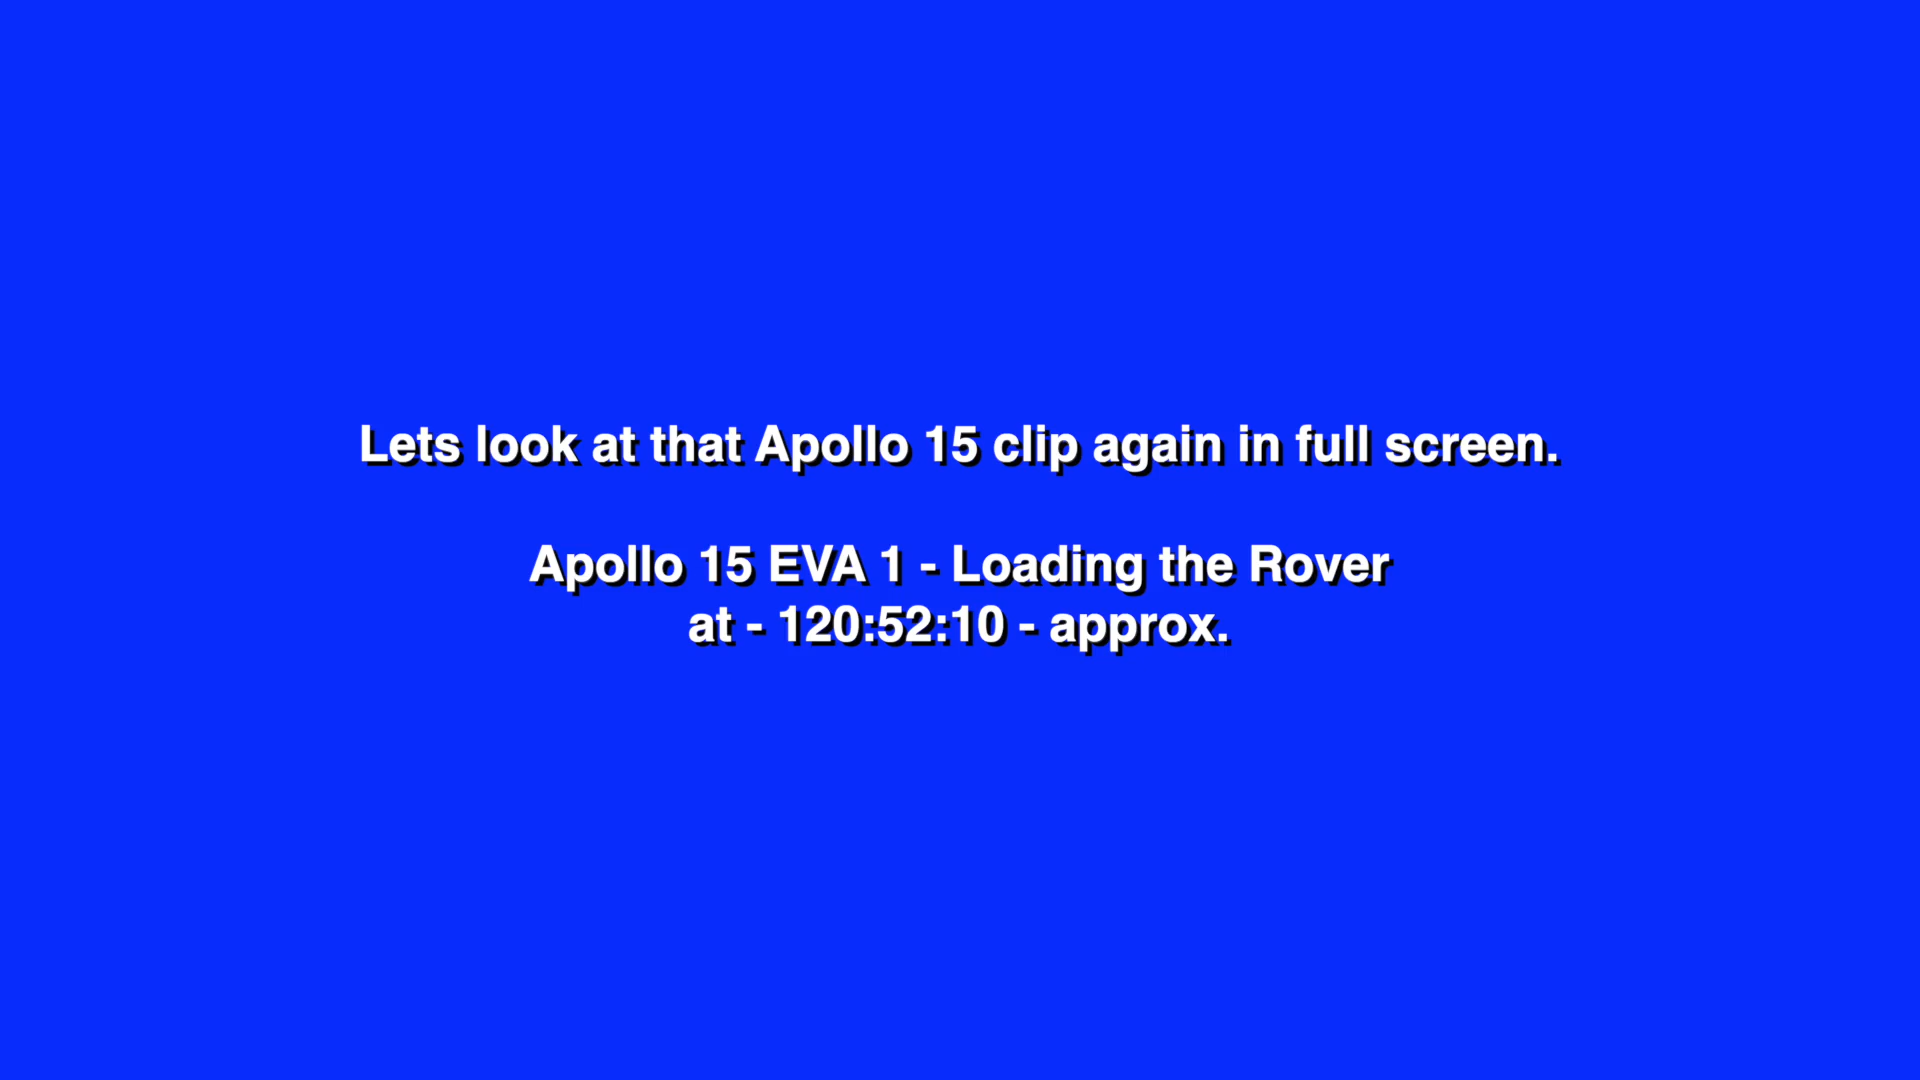 Lets look at that Apollo 15 clip again in full screen.
Apollo 15 EVA 1 - Loading the Rover
at - 120:52:10 - approx.